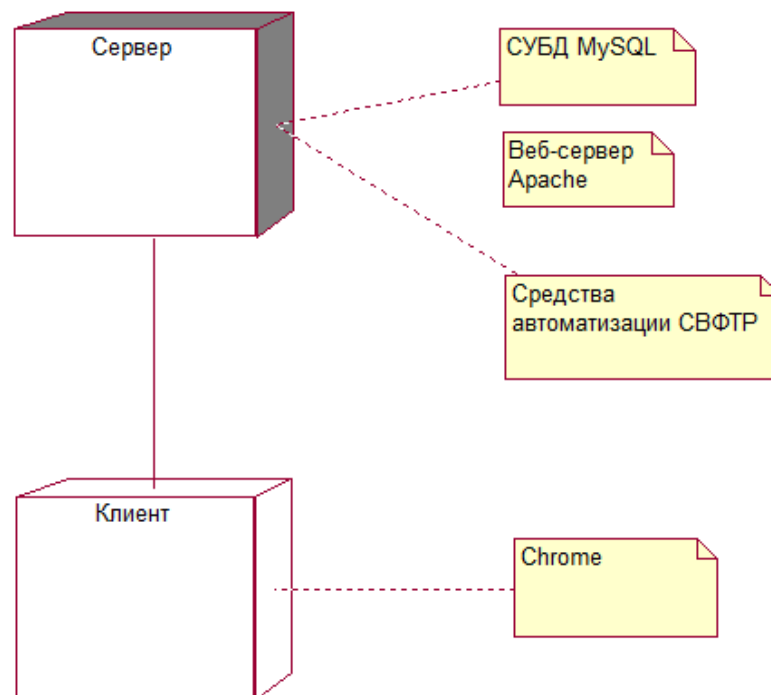 Сервер
СУБД MySQL
Веб-сервер
Apache
Средства
автоматизации СВФТР
Клиент
Chrome